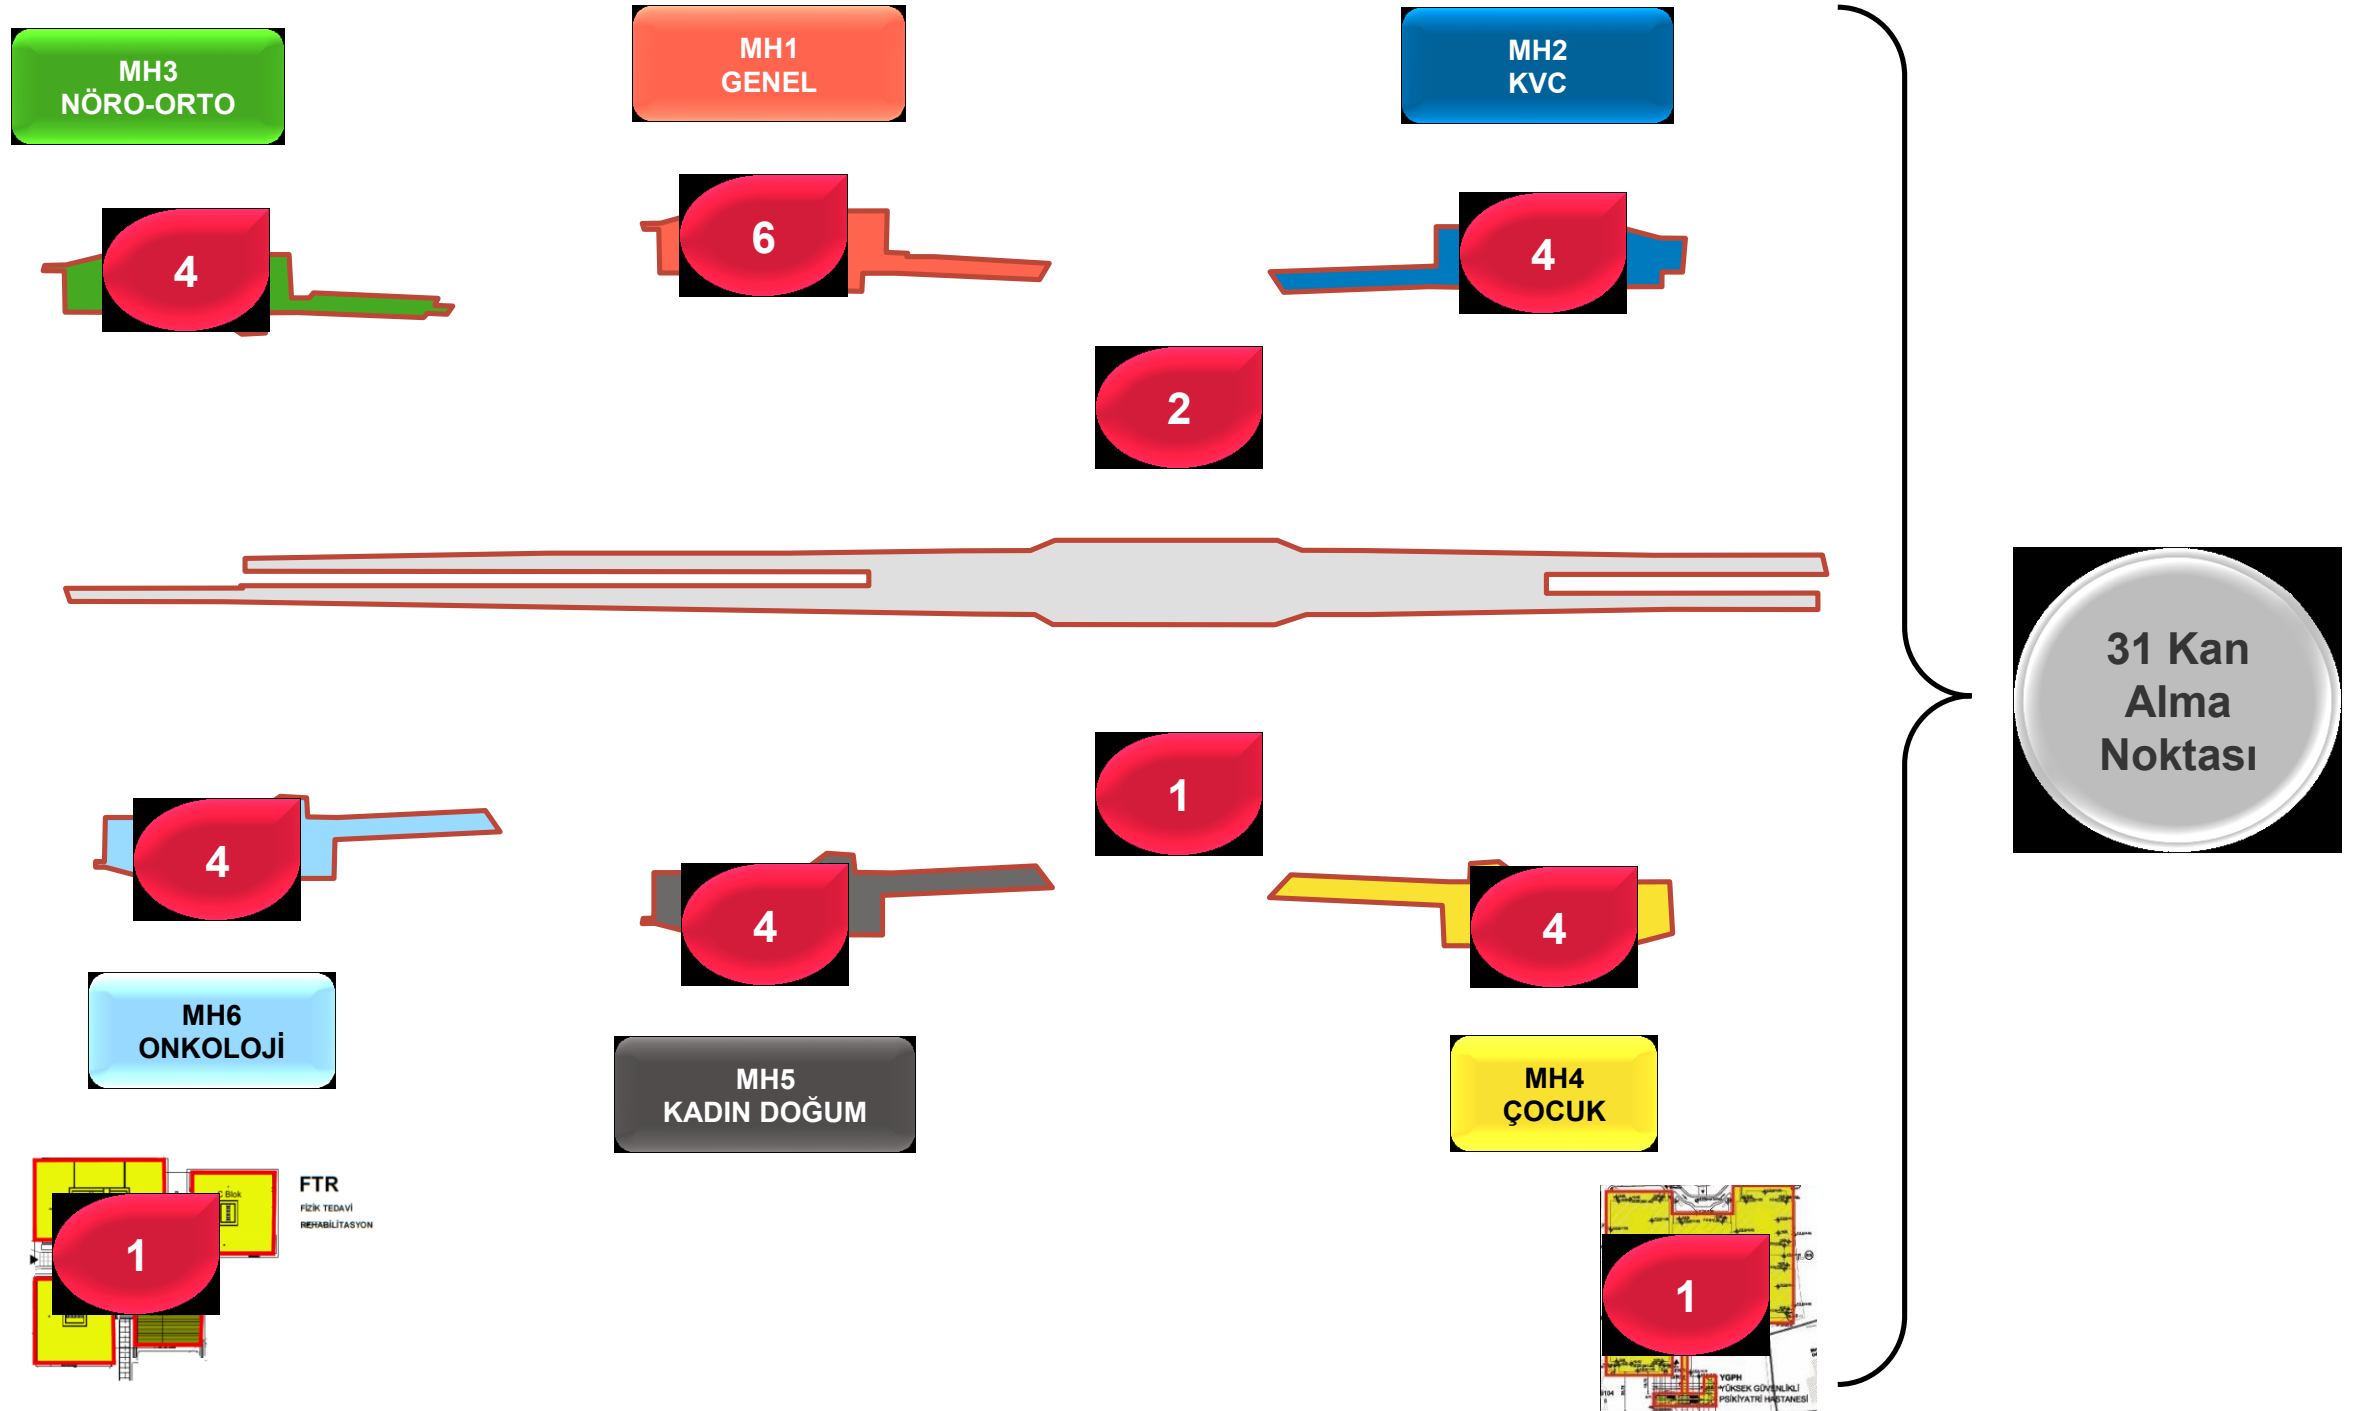 MH3
NÖRO-ORTO
MH1
GENEL
MH2
KVC
4
6
4
2
31 Kan
Alma
Noktası
1
4
4
4
MH6
ONKOLOJİ
MH5
KADIN DOĞUM
MH4
ÇOCUK
C Blok
FTR
FİZİK TEDAVİ
REHABİLİTASYON
1
1
YGPH
YÜKSEK GÜVENLİKLİ
PSİKİYATRİ HASTANESİ